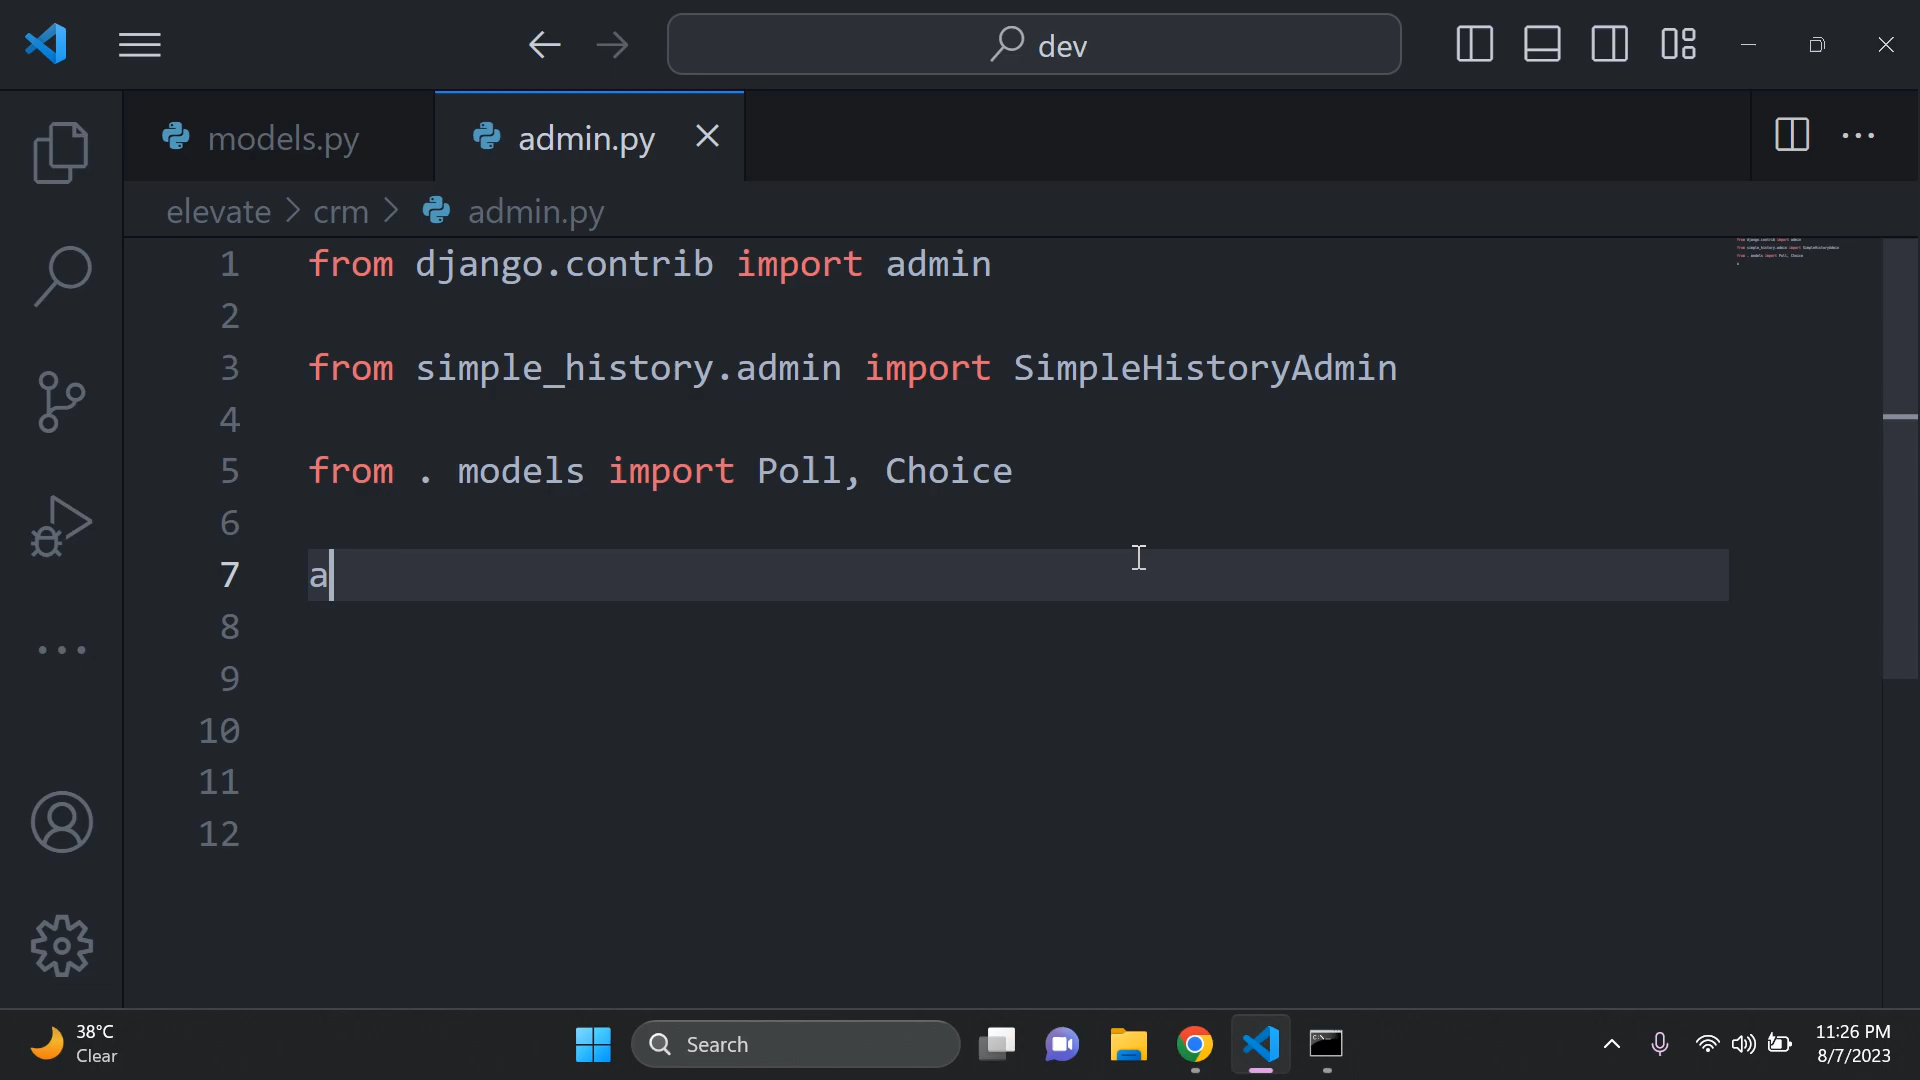 dev
models.py
admin.py
elevate > crm > admin.py
1 from django.contrib import admin
2
3 from simple_history.admin import SimpleHistoryAdmin
4
5 from . models import Poll, Choice
6
7 a
8
9
10
11
12
38°C
Clear
Search
11:26 PM
8/7/2023